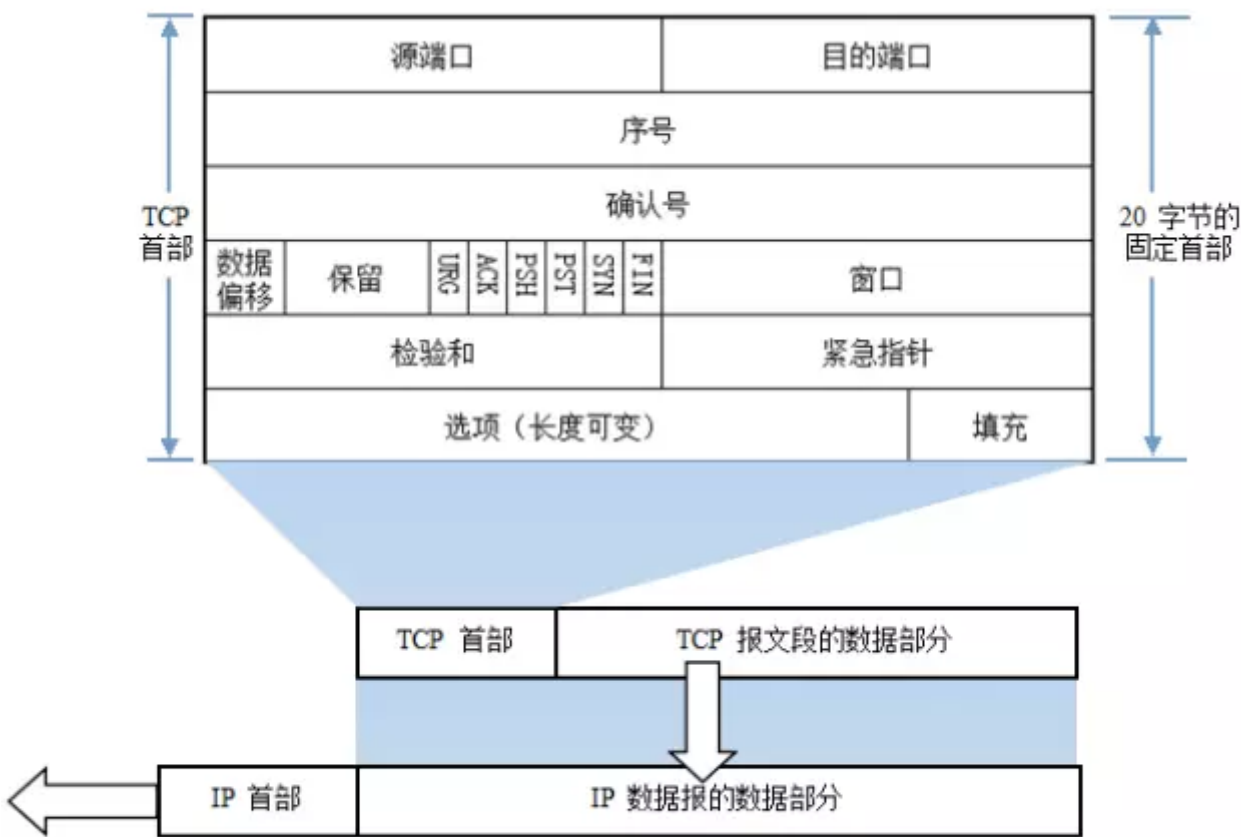 源端口 目的端口
序号
确认号
TCP
首部
20 字节的
固定首部
数据
偏移
保留
URG
ACK
PSH
PST
SYN
FIN
窗口
检验和 紧急指针
选项（长度可变） 填充
TCP 首部 TCP 报文段的数据部分
IP 首部 IP 数据报的数据部分